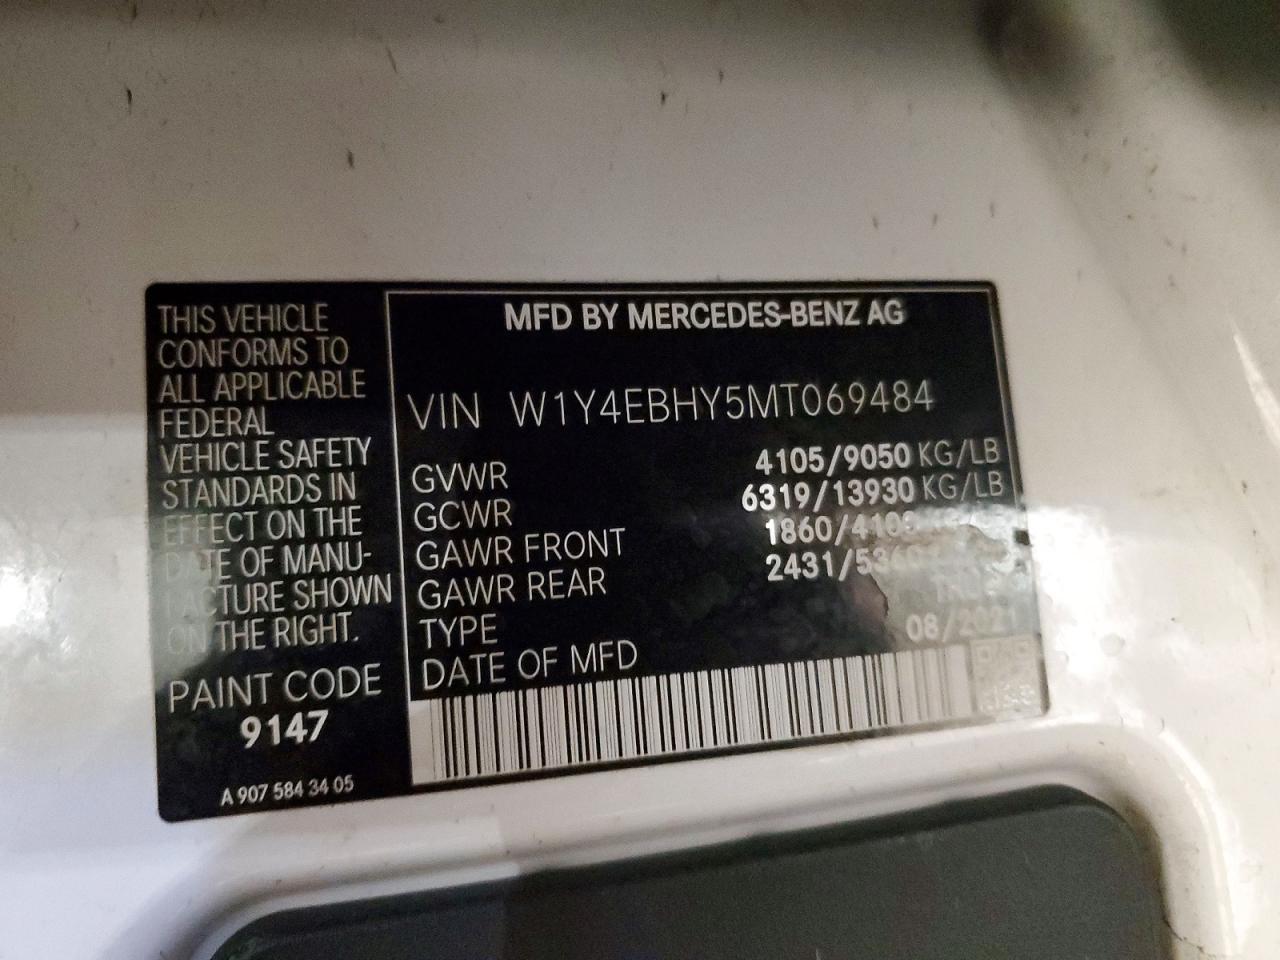 THIS VEHICLE
CONFORMS TO
ALL APPLICABLE
FEDERAL
VEHICLE SAFETY
STANDARDS IN
EFFECT ON THE
DATE OF MANU-
FACTURE SHOWN
ON THE RIGHT.
PAINT CODE
9147
A 907 584 34 05
MFD BY MERCEDES-BENZ AG
VIN W1Y4EBHY5MT069484
GVWR 4105/9050 KG/LB
GCWR 6319/13930 KG/LB
GAWR FRONT
GAWR REAR
TYPE
DATE OF MFD 08/2021